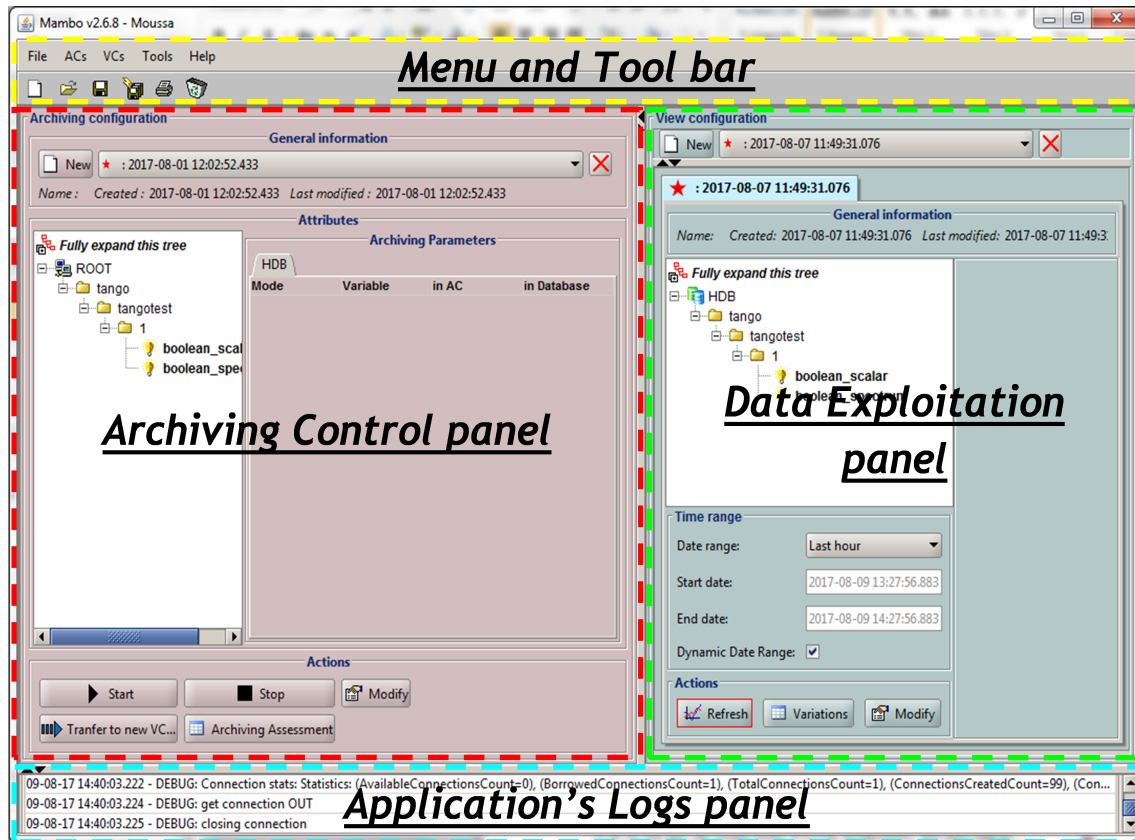 Mambo v2.6.8 - Moussa
File ACs VCs Tools Help
Menu and Tool bar
Archiving configuration
General information
New : 2017-08-01 12:02:52.433
Name : Created : 2017-08-01 12:02:52.433 Last modified : 2017-08-01 12:02:52.433
Attributes
Fully expand this tree
ROOT
tango
tangotest
1
boolean_scal
boolean_spe
Archiving Parameters
HDB
Mode Variable in AC in Database
Archiving Control panel
Actions
Start Stop Modify
Tranfer to new VC... Archiving Assessment
View configuration
New : 2017-08-07 11:49:31.076
: 2017-08-07 11:49:31.076
General information
Name: Created: 2017-08-07 11:49:31.076 Last modified: 2017-08-07 11:49:3
Fully expand this tree
HDB
tango
tangotest
1
boolean_scalar
boolean_spectrum
Data Exploitation
panel
Time range
Date range: Last hour
Start date: 2017-08-09 13:27:56.883
End date: 2017-08-09 14:27:56.883
Dynamic Date Range:
Actions
Refresh Variations Modify
09-08-17 14:40:03.222 - DEBUG: Connection stats: Statistics: (AvailableConnectionsCount=0), (BorrowedConnectionsCount=1), (TotalConnectionsCount=1), (ConnectionsCreatedCount=99), (Con...
09-08-17 14:40:03.224 - DEBUG: get connection OUT
09-08-17 14:40:03.225 - DEBUG: closing connection
Application's Logs panel